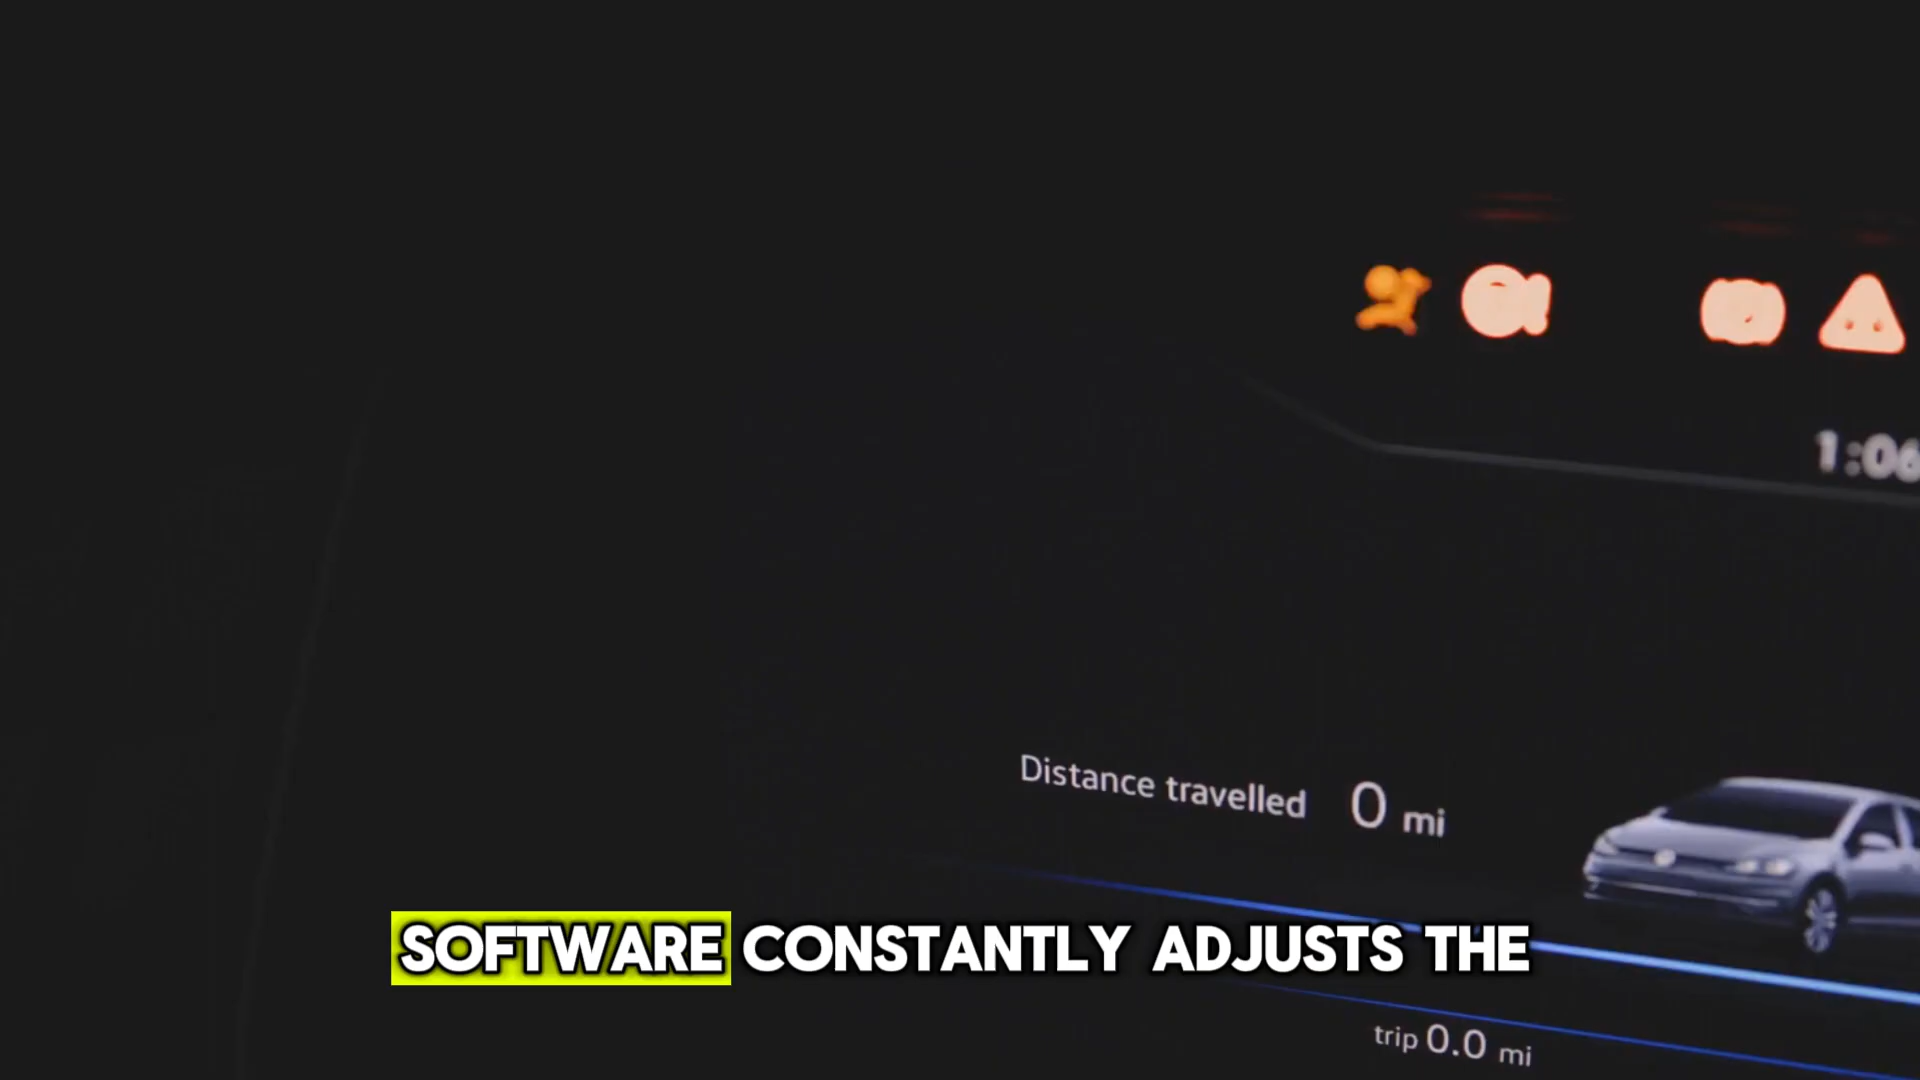 1:06
Distance travelled 0 mi
SOFTWARE CONSTANTLY ADJUSTS THE
trip 0.0 mi